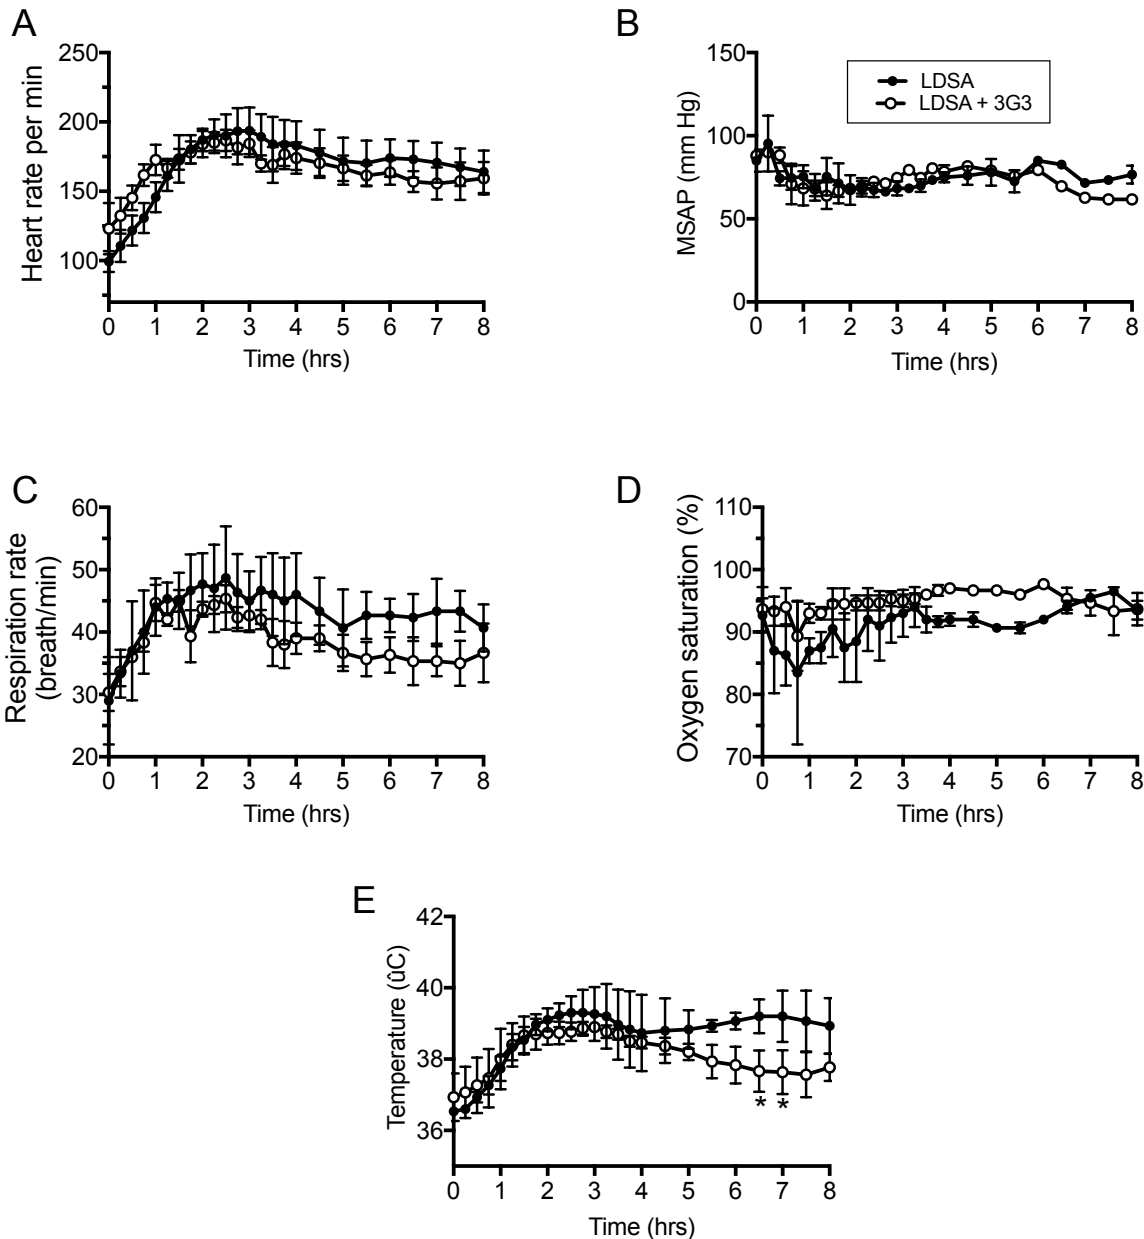 A
250
200
150
100
Heart rate per min
0 1 2 3 4 5 6 7 8
Time (hrs)
B
150
100
50
0
MSAP (mm Hg)
LDSA
LDSA + 3G3
0 1 2 3 4 5 6 7 8
Time (hrs)
C
60
50
40
30
20
Respiration rate
(breath/min)
0 1 2 3 4 5 6 7 8
Time (hrs)
D
110
100
90
80
70
Oxygen saturation (%)
0 1 2 3 4 5 6 7 8
Time (hrs)
E
42
40
38
36
Temperature (ûC)
* *
0 1 2 3 4 5 6 7 8
Time (hrs)